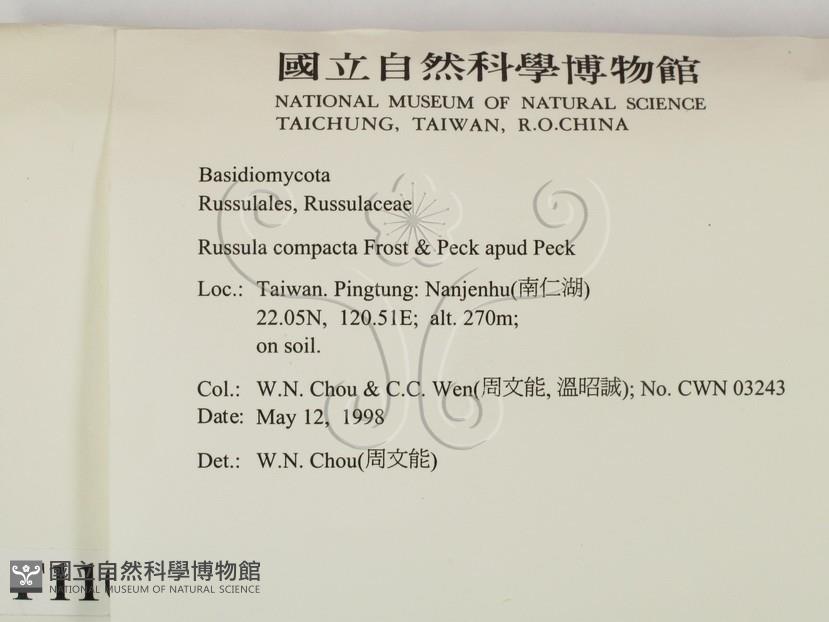 國立自然科學博物館
NATIONAL MUSEUM OF NATURAL SCIENCE
TAICHUNG, TAIWAN, R.O.CHINA
Basidiomycota
Russulales, Russulaceae
Russula compacta Frost & Peck apud Peck
Loc.: Taiwan. Pingtung: Nanjenhu(南仁湖)
22.05N, 120.51E; alt. 270m;
on soil.
Col.: W.N. Chou & C.C. Wen(周文能, 溫昭誠); No. CWN 03243
Date: May 12, 1998
Det.: W.N. Chou(周文能)
國立自然科學博物館
NATIONAL MUSEUM OF NATURAL SCIENCE